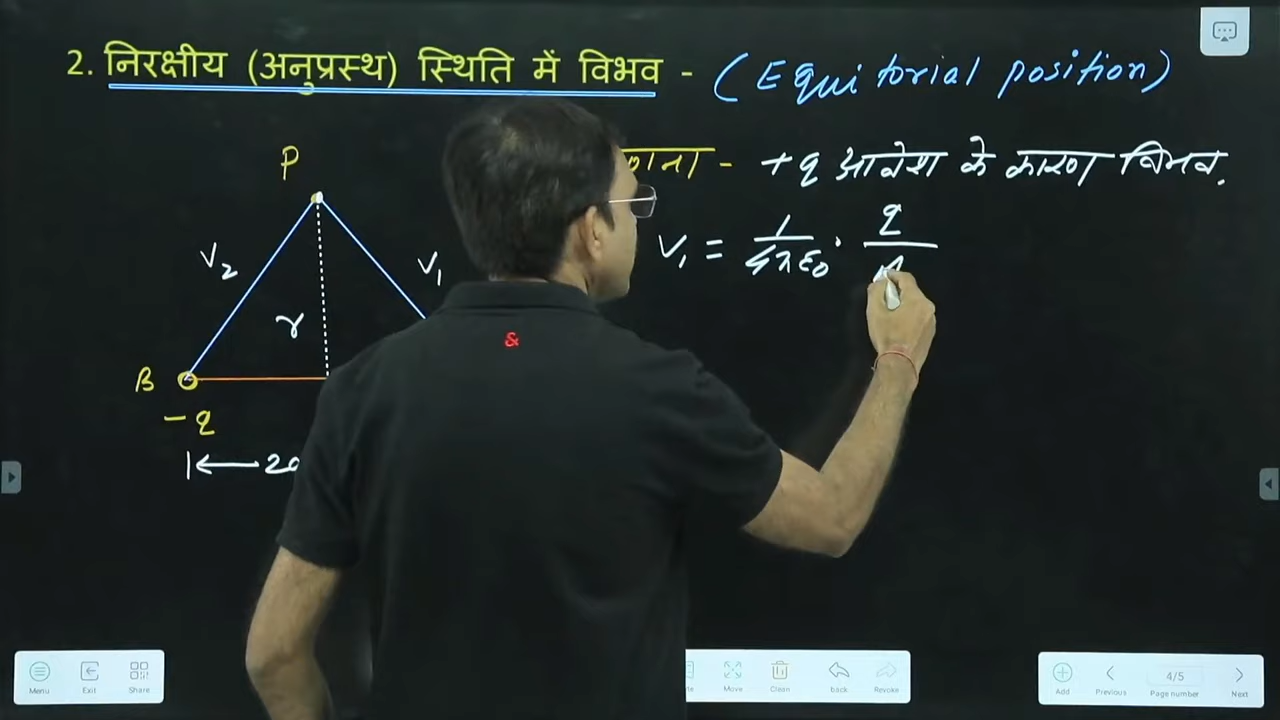 2. निरक्षीय (अनुप्रस्थ) स्थिति में विभव - (Equitorial position)
P
- +q आवेश के कारण विभव.
V₁ = 1/4πε₀ · q/
V₂
V₁
r
&
B
-q
|←—2a
Menu Exit Share
Move Clean back Revoke
Add Previous 4/5 Page number Next